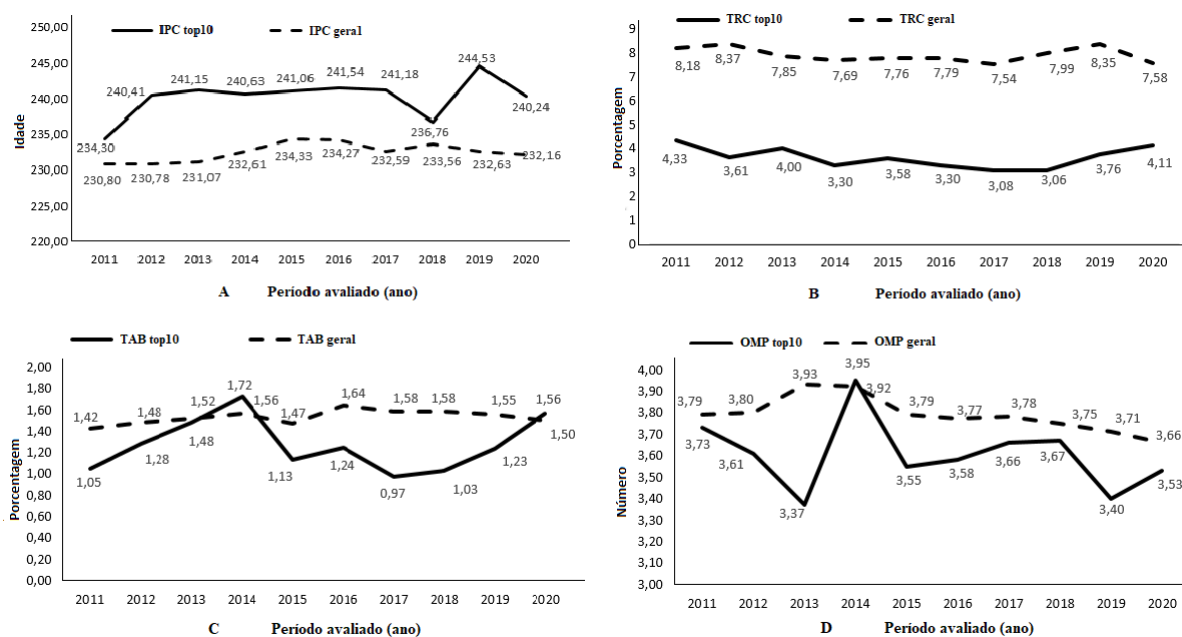 IPC top10 IPC geral
250,00
245,00
240,00
235,00
230,00
225,00
220,00
Idade
234,30 240,41 241,15 240,63 241,06 241,54 241,18 236,76 244,53 240,24
230,80 230,78 231,07 232,61 234,33 234,27 232,59 233,56 232,63 232,16
2011 2012 2013 2014 2015 2016 2017 2018 2019 2020
A Período avaliado (ano)
TRC top10 TRC geral
9
8
7
6
5
4
3
2
1
0
Porcentagem
8,18 8,37 7,85 7,69 7,76 7,79 7,54 7,99 8,35 7,58
4,33 3,61 4,00 3,30 3,58 3,30 3,08 3,06 3,76 4,11
2011 2012 2013 2014 2015 2016 2017 2018 2019 2020
B Período avaliado (ano)
TAB top10 TAB geral
2,00
1,80
1,60
1,40
1,20
1,00
0,80
0,60
0,40
0,20
0,00
Porcentagem
1,42 1,48 1,52 1,56 1,47 1,64 1,58 1,58 1,55 1,50
1,05 1,28 1,48 1,72 1,13 1,24 0,97 1,03 1,23 1,56
2011 2012 2013 2014 2015 2016 2017 2018 2019 2020
C Período avaliado (ano)
OMP top10 OMP geral
4,00
3,90
3,80
3,70
3,60
3,50
3,40
3,30
3,20
3,10
3,00
Número
3,79 3,80 3,93 3,92 3,79 3,77 3,78 3,75 3,71 3,66
3,73 3,61 3,37 3,95 3,55 3,58 3,66 3,67 3,40 3,53
2011 2012 2013 2014 2015 2016 2017 2018 2019 2020
D Período avaliado (ano)